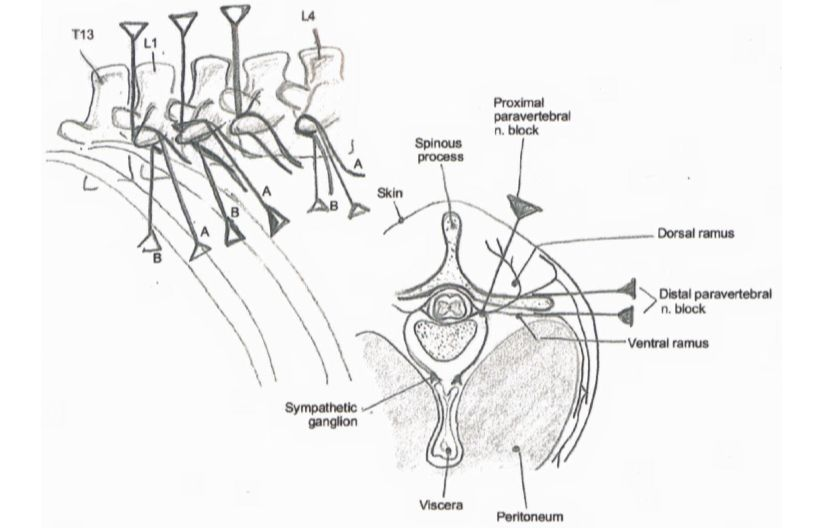 T13
L1
L4
J
A
B
A
B
A
B
L
Proximal
paravertebral
n. block
Spinous
process
Skin
Dorsal ramus
Distal paravertebral
n. block
Ventral ramus
Sympathetic
ganglion
Viscera
Peritoneum